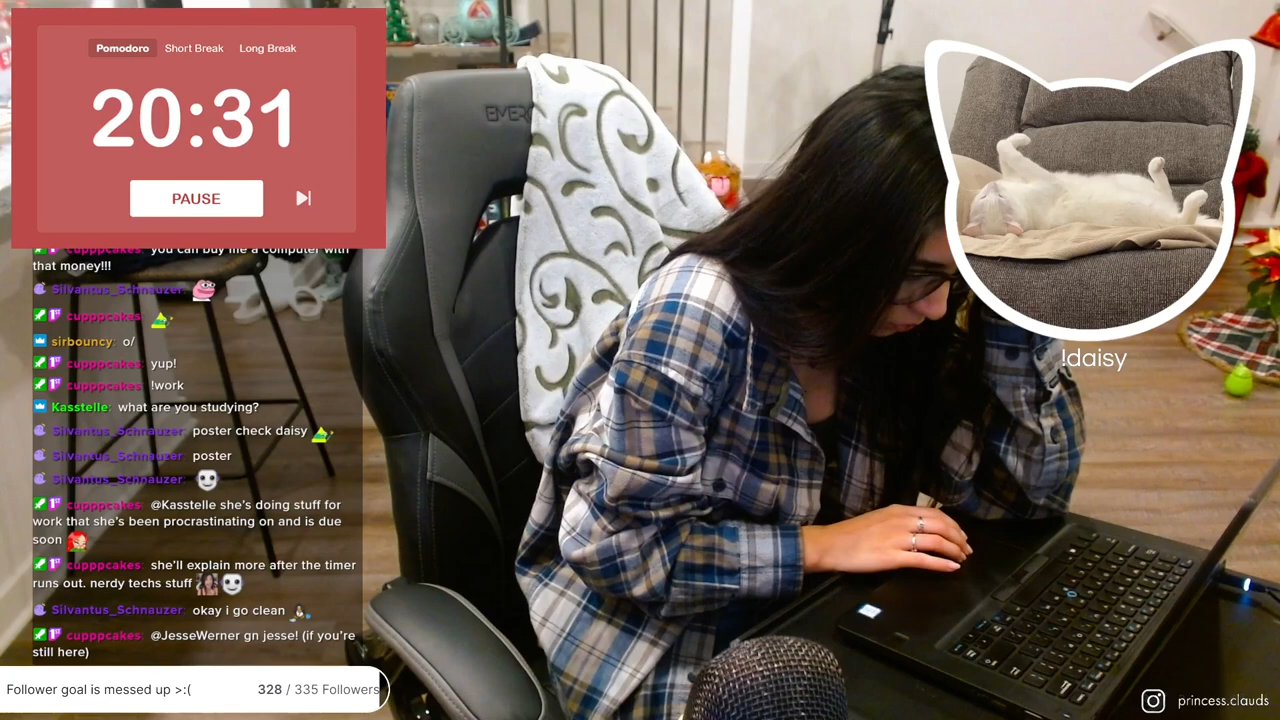 Pomodoro Short Break Long Break
20:31
PAUSE
EVER
cupppcakes: you can buy me a computer with
that money!!!
Silvantus_Schnauzer:
cupppcakes:
sirbouncy: o/
cupppcakes: yup!
cupppcakes: !work
Kasstelle: what are you studying?
Silvantus_Schnauzer: poster check daisy
Silvantus_Schnauzer: poster
Silvantus_Schnauzer:
cupppcakes: @Kasstelle she's doing stuff for
work that she's been procrastinating on and is due
soon
cupppcakes: she'll explain more after the timer
runs out. nerdy techs stuff
Silvantus_Schnauzer: okay i go clean
cupppcakes: @JesseWerner gn jesse! (if you're
still here)
Follower goal is messed up >:( 328 / 335 Followers
!daisy
princess.clauds